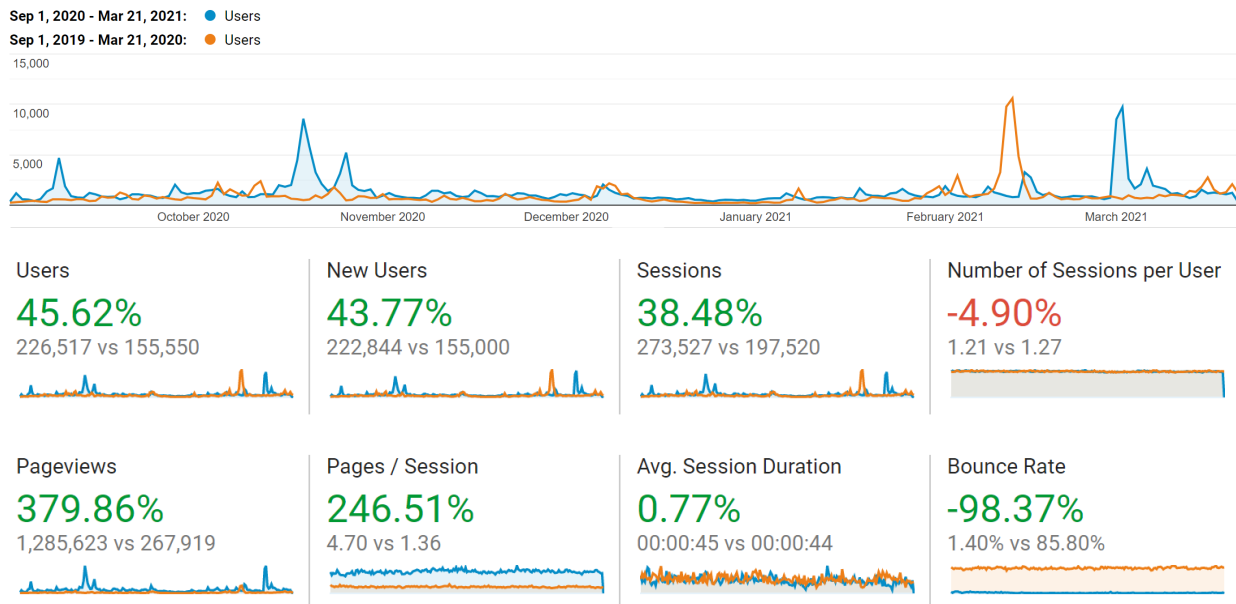 Sep 1, 2020 - Mar 21, 2021: Users
Sep 1, 2019 - Mar 21, 2020: Users
15,000
10,000
5,000
October 2020 November 2020 December 2020 January 2021 February 2021 March 2021
Users New Users Sessions Number of Sessions per User
45.62% 43.77% 38.48% -4.90%
226,517 vs 155,550 222,844 vs 155,000 273,527 vs 197,520 1.21 vs 1.27
Pageviews Pages / Session Avg. Session Duration Bounce Rate
379.86% 246.51% 0.77% -98.37%
1,285,623 vs 267,919 4.70 vs 1.36 00:00:45 vs 00:00:44 1.40% vs 85.80%